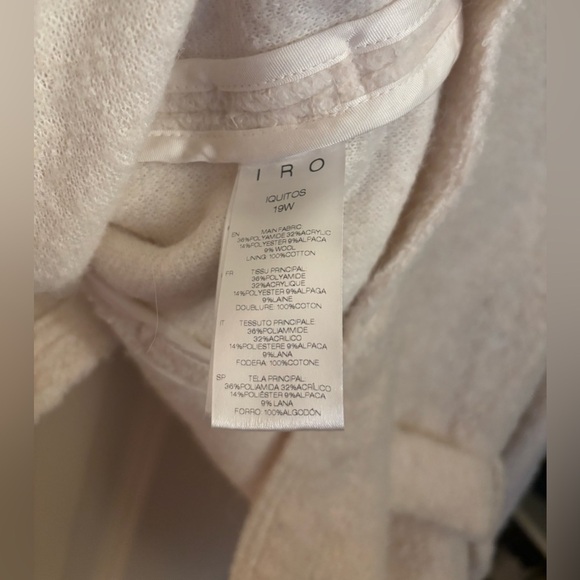 IRO
IQUITOS
19W
EN MAIN FABRIC
36%POLYAMIDE 32%ACRYLIC
14%POLYESTER 9%ALPACA
9% WOOL
LINING: 100%COTTON
FR TISSU PRINCIPAL:
36%POLYAMIDE
32%ACRYLIQUE
14%POLYESTER 9%ALPAGA
9%LAINE
DOUBLURE: 100%COTON
IT TESSUTO PRINCIPALE:
36%POLIAMMIDE
32%ACRILICO
14%POLIESTERE 9%ALPACA
9%LANA
FODERA: 100%COTONE
SP TELA PRINCIPAL:
36%POLIAMIDA 32%ACRÍLICO
14%POLIÉSTER 9%ALPACA
9%LANA
FORRO: 100%ALGODÓN